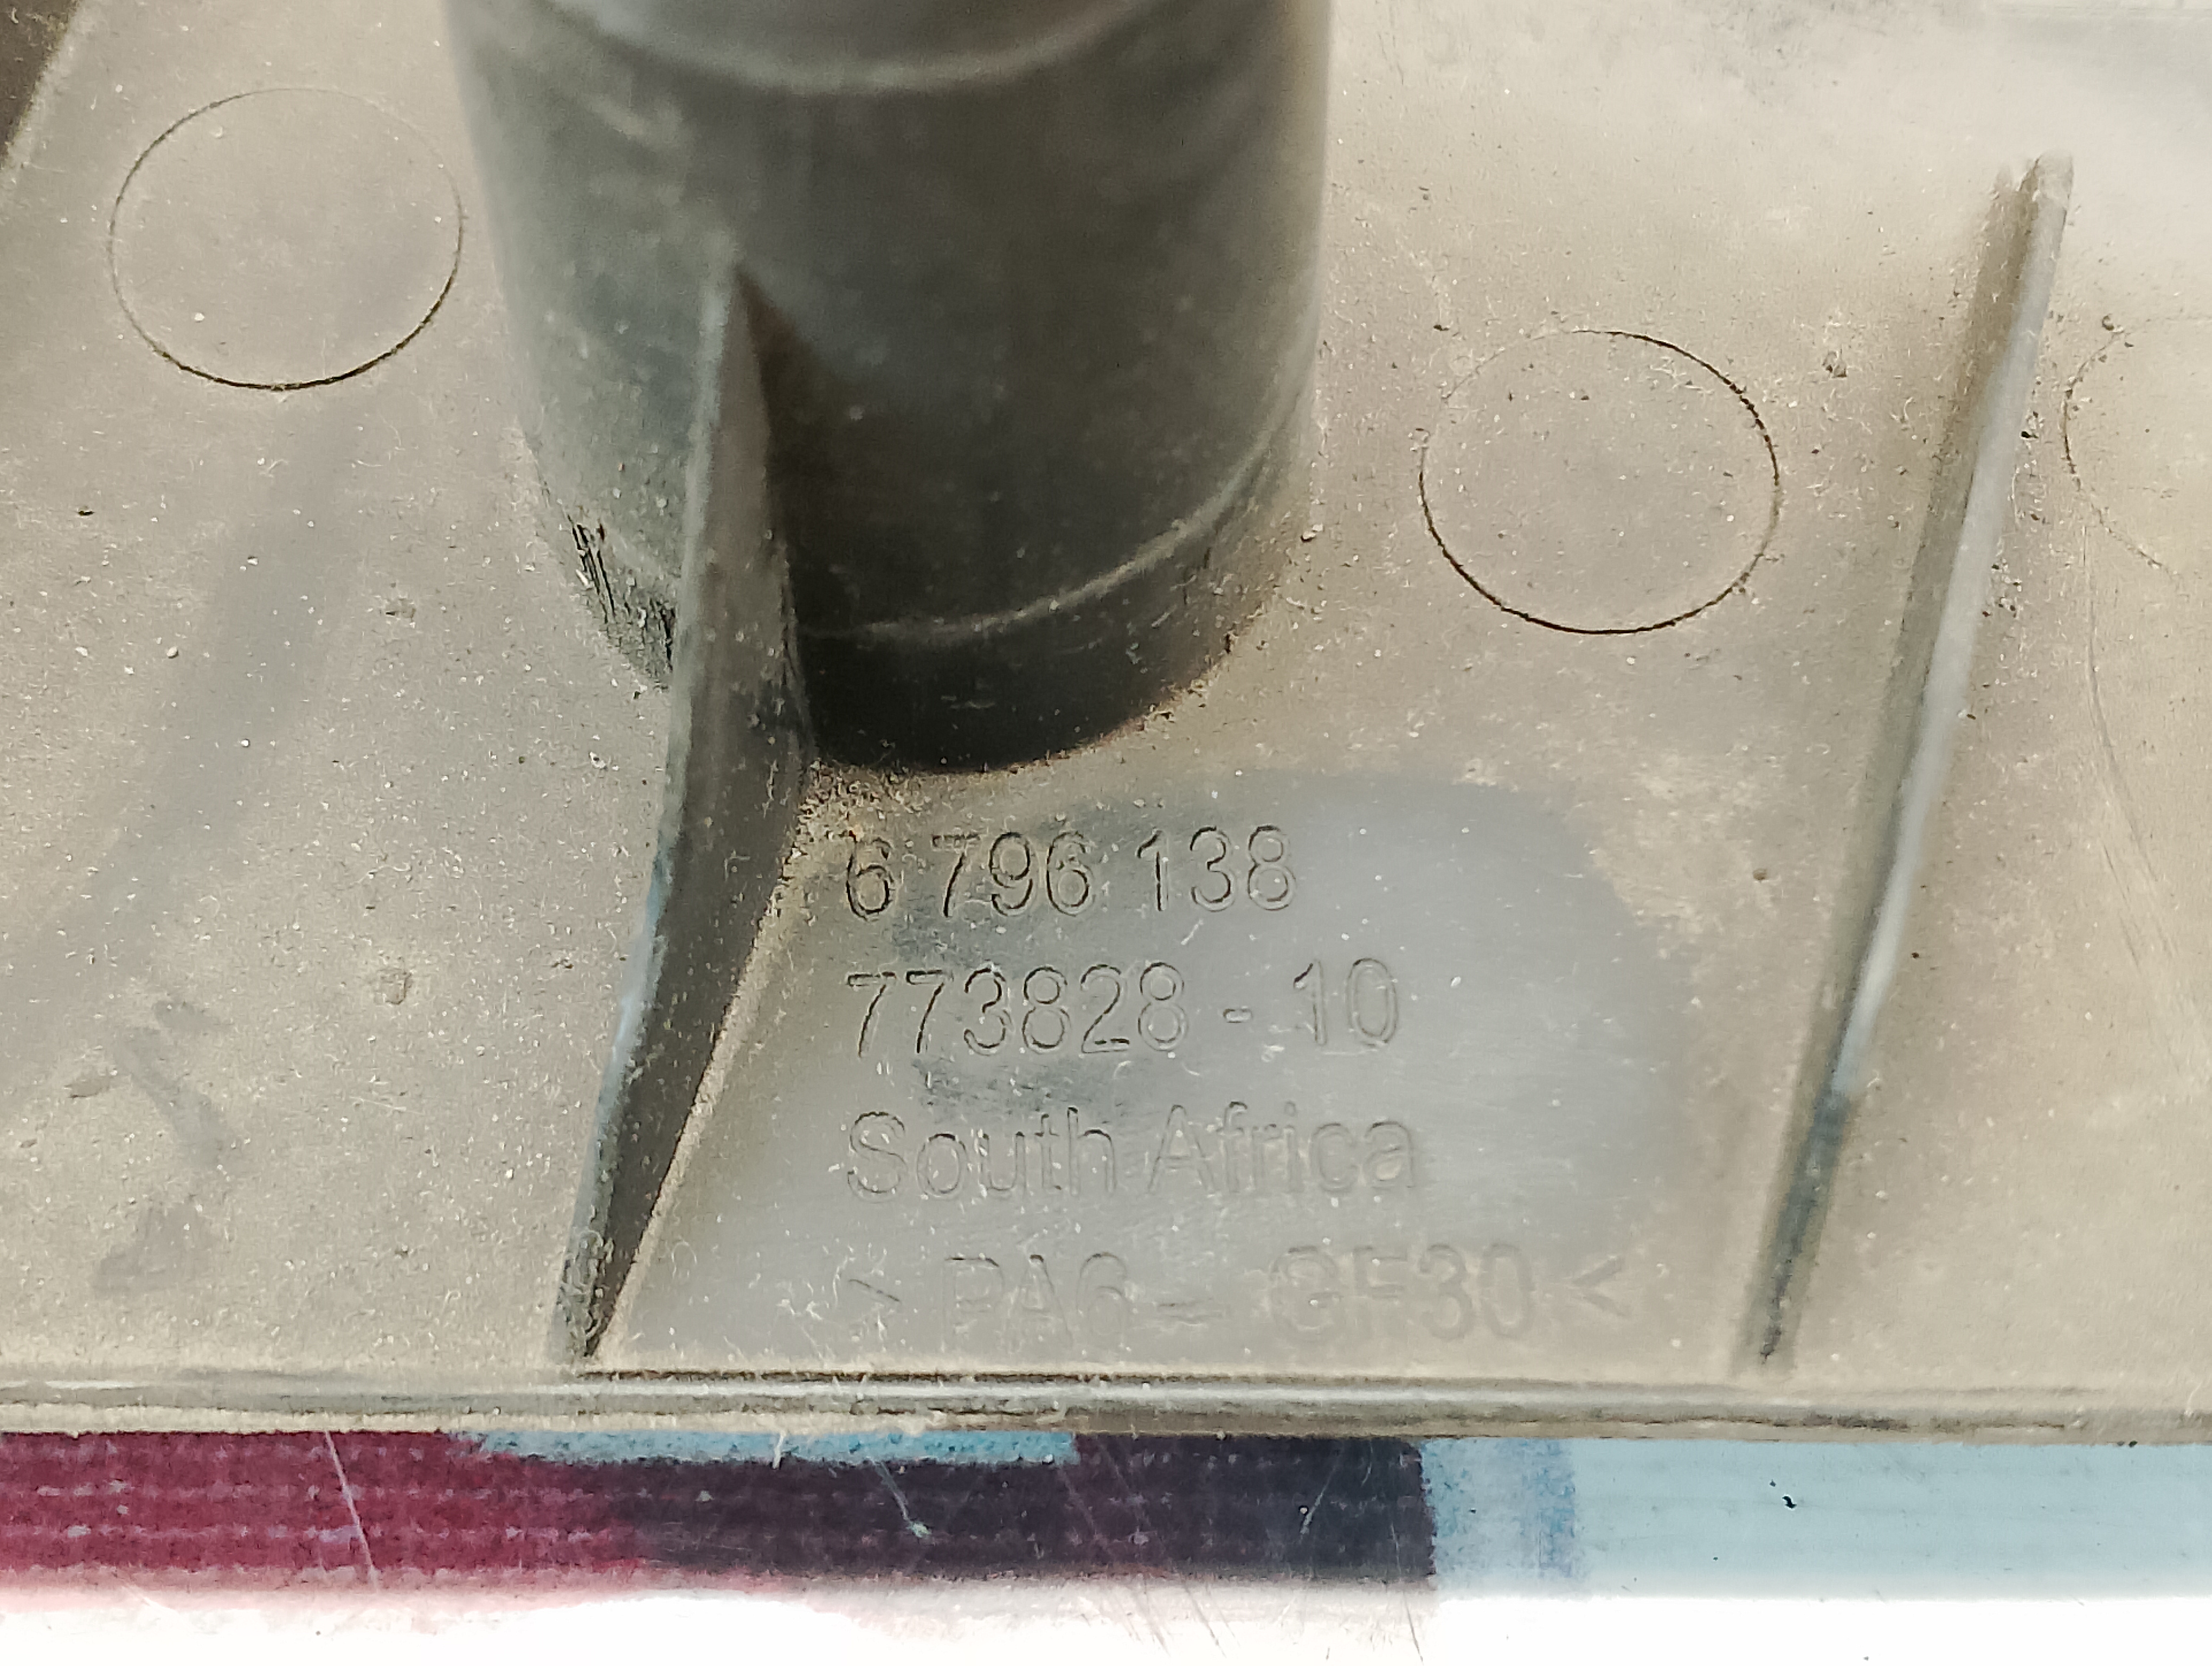 6 796 138
773828 - 10
South Africa
> PA6 - GF30 <